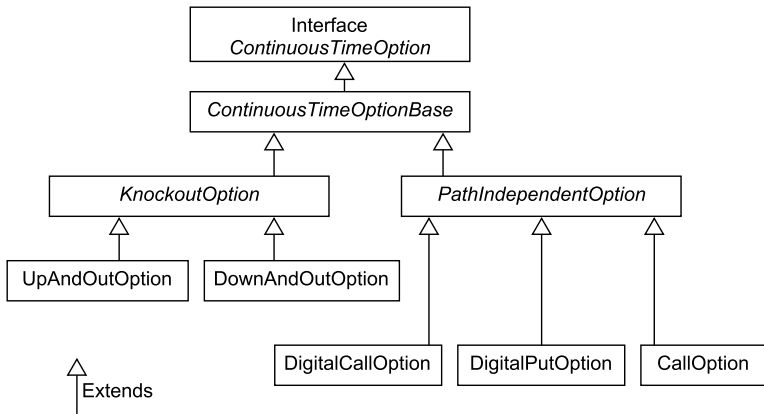 Interface
ContinuousTimeOption
ContinuousTimeOptionBase
KnockoutOption
PathIndependentOption
UpAndOutOption
DownAndOutOption
DigitalCallOption
DigitalPutOption
CallOption
Extends